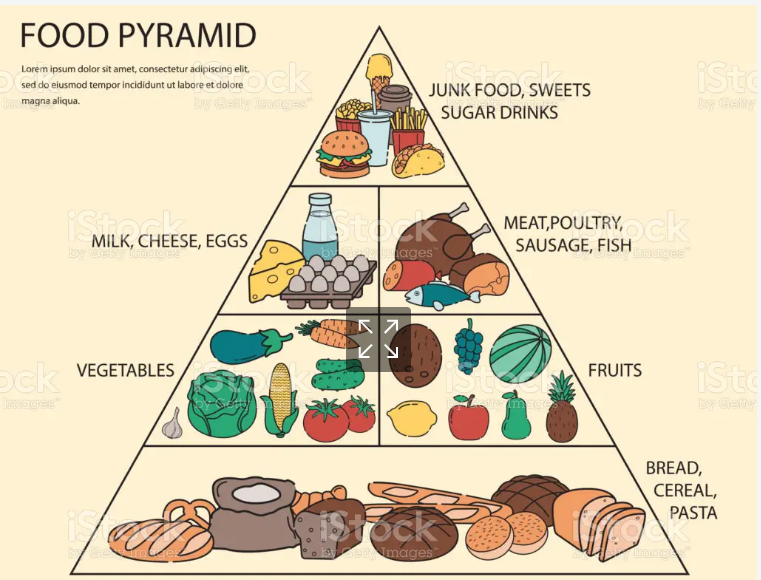 FOOD PYRAMID
Lorem ipsum dolor sit amet, consectetur adipiscing elit,
sed do eiusmod tempor incididunt ut labore et dolore
magna aliqua.
JUNK FOOD, SWEETS
SUGAR DRINKS
MILK, CHEESE, EGGS
MEAT,POULTRY,
SAUSAGE, FISH
VEGETABLES
FRUITS
BREAD,
CEREAL,
PASTA
iStock
by Getty Images™